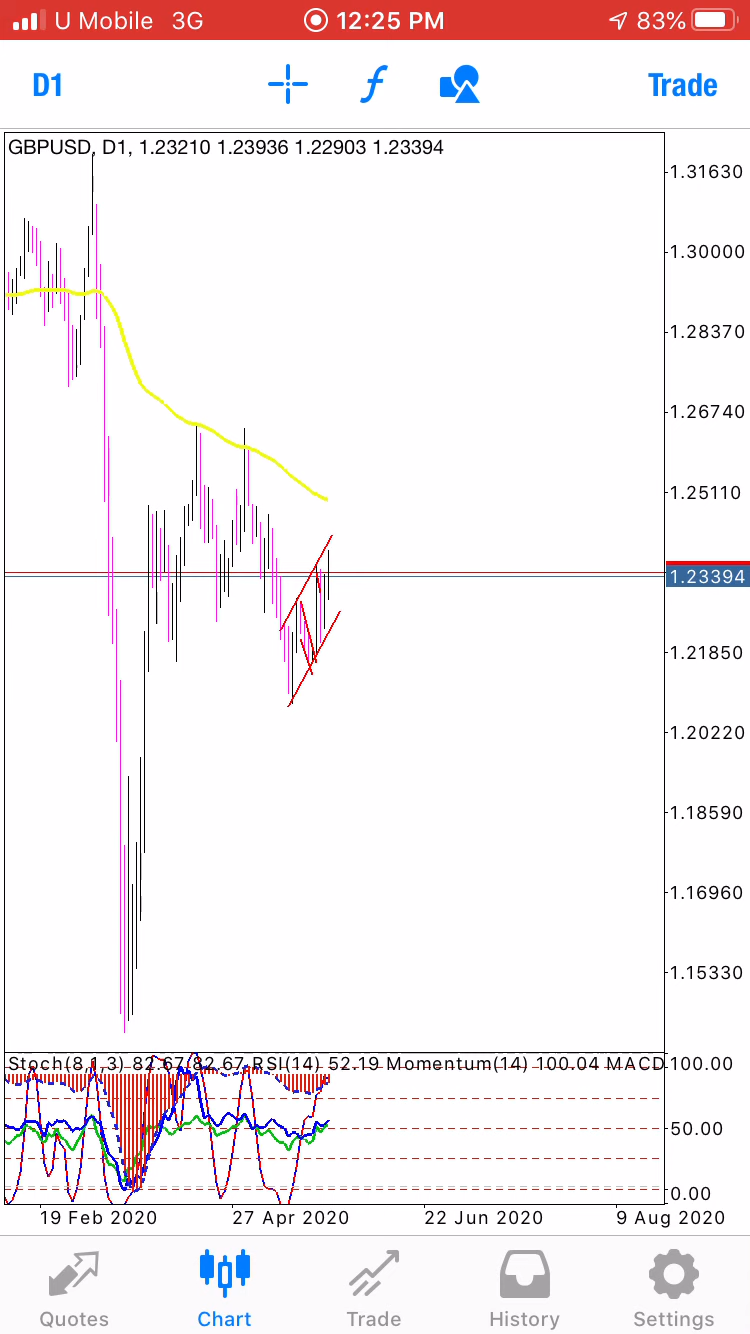 U Mobile 3G 12:25 PM 83%
D1 f Trade
GBPUSD, D1, 1.23210 1.23936 1.22903 1.23394
1.31630
1.30000
1.28370
1.26740
1.25110
1.23394
1.21850
1.20220
1.18590
1.16960
1.15330
Stoch(8,1,3) 82.67 82.67 RSI(14) 52.19 Momentum(14) 100.04 MACD
100.00
50.00
0.00
19 Feb 2020 27 Apr 2020 22 Jun 2020 9 Aug 2020
Quotes Chart Trade History Settings